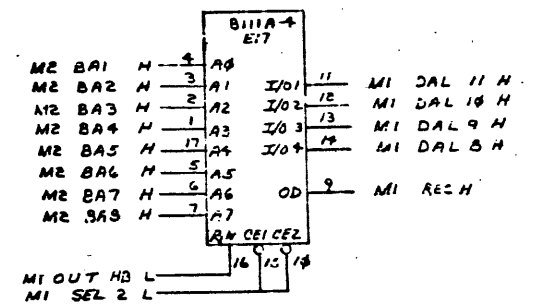 8111A-4
E17
M2 BA1 H 4 A0
M2 BA2 H 3 A1
M2 BA3 H 2 A2
M2 BA4 H 1 A3
M2 BA5 H 17 A4
M2 BA6 H 5 A5
M2 BA7 H 6 A6
M2 BA8 H 7 A7
I/O1 11 M1 DAL 11 H
I/O2 12 M1 DAL 10 H
I/O3 13 M1 DAL 9 H
I/O4 14 M1 DAL 8 H
OD 9 M1 H
CE1 CE2
16 15 10
M1 OUT HB L
M1 SEL 2 L